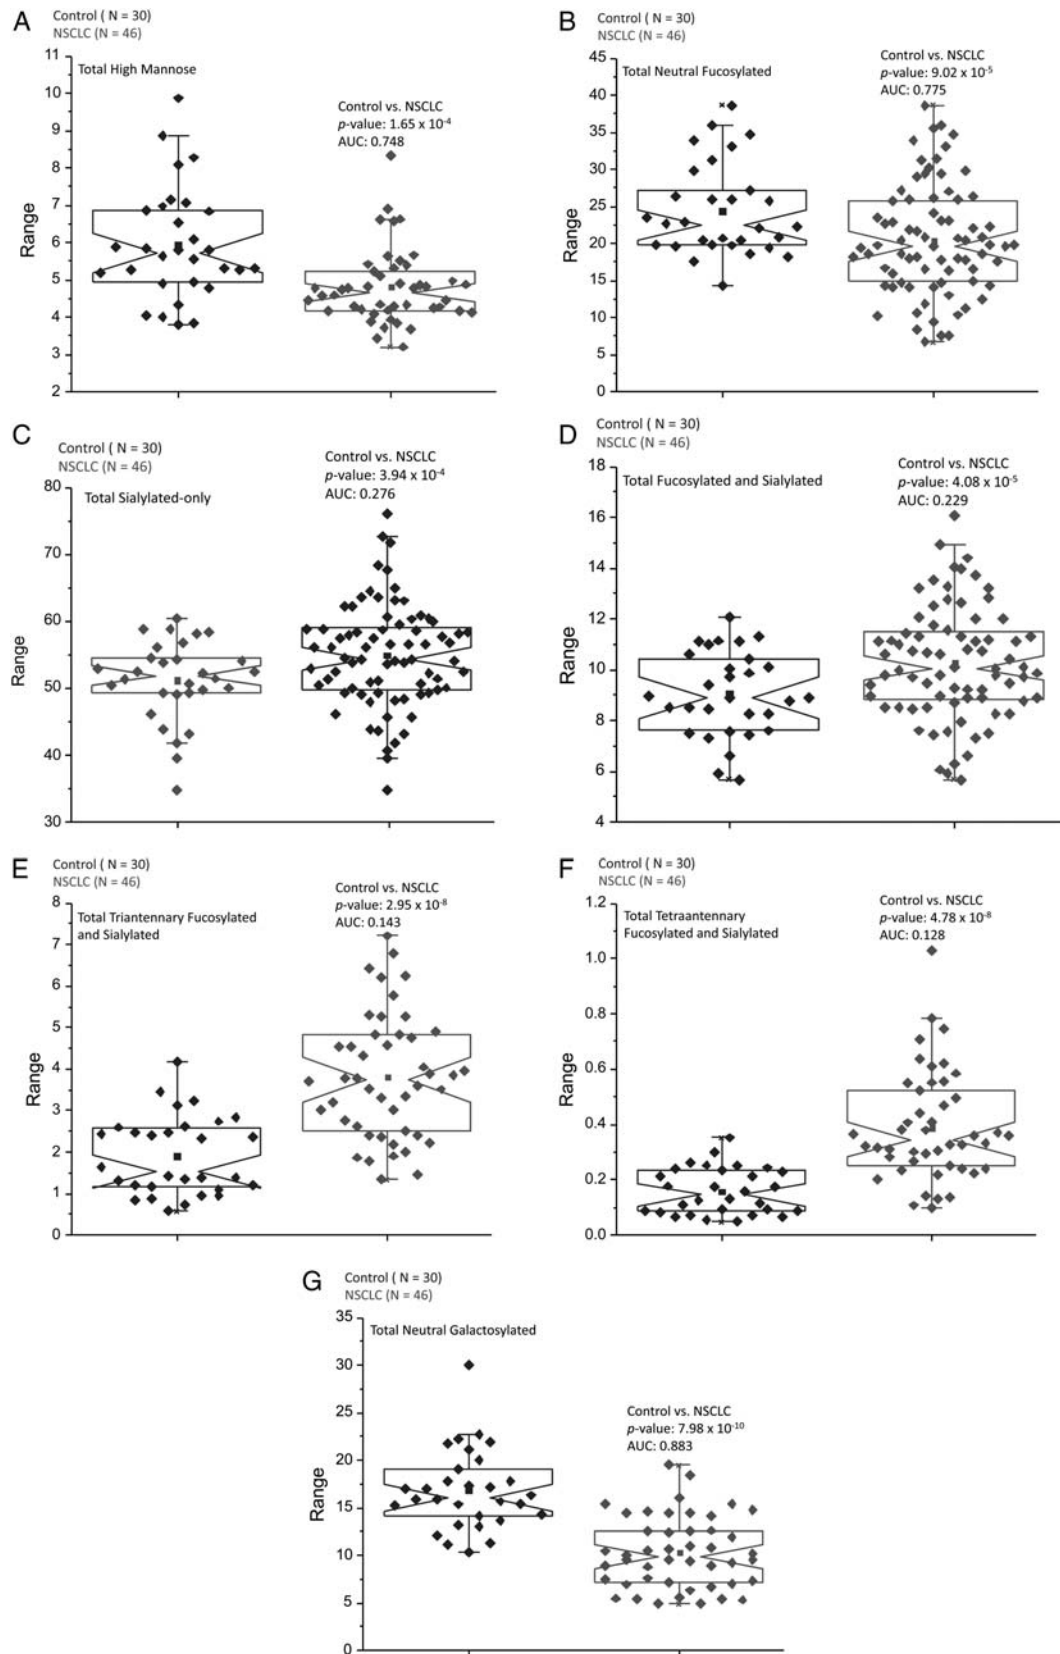 A
Control ( N = 30)
NSCLC (N = 46)
11
10
9
8
7
6
5
4
3
2
Range
Total High Mannose
Control vs. NSCLC
p-value: 1.65 x 10-4
AUC: 0.748
B
Control ( N = 30)
NSCLC (N = 46)
45
40
35
30
25
20
15
10
5
0
Range
Total Neutral Fucosylated
Control vs. NSCLC
p-value: 9.02 x 10-5
AUC: 0.775
C
Control ( N = 30)
NSCLC (N = 46)
80
70
60
50
40
30
Range
Total Sialylated-only
Control vs. NSCLC
p-value: 3.94 x 10-4
AUC: 0.276
D
Control ( N = 30)
NSCLC (N = 46)
18
16
14
12
10
8
6
4
Range
Total Fucosylated and Sialylated
Control vs. NSCLC
p-value: 4.08 x 10-5
AUC: 0.229
E
Control ( N = 30)
NSCLC (N = 46)
8
7
6
5
4
3
2
1
0
Range
Total Triantennary Fucosylated
and Sialylated
Control vs. NSCLC
p-value: 2.95 x 10-8
AUC: 0.143
F
Control ( N = 30)
NSCLC (N = 46)
1.2
1.0
0.8
0.6
0.4
0.2
0.0
Range
Total Tetraantennary
Fucosylated and Sialylated
Control vs. NSCLC
p-value: 4.78 x 10-8
AUC: 0.128
G
Control ( N = 30)
NSCLC (N = 46)
35
30
25
20
15
10
5
0
Range
Total Neutral Galactosylated
Control vs. NSCLC
p-value: 7.98 x 10-10
AUC: 0.883